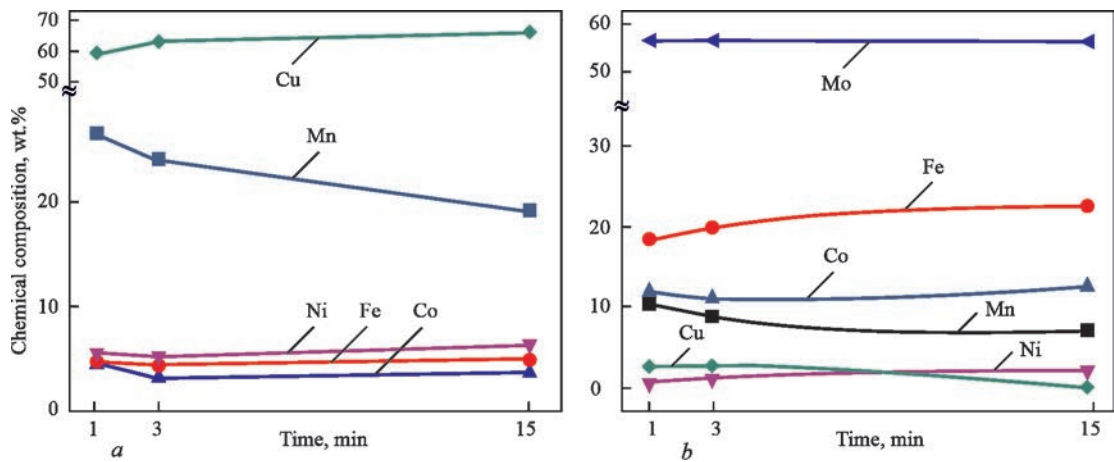 Chemical composition, wt.%
70
60
50
20
10
0
Cu
Mn
Ni
Fe
Co
1
3
15
Time, min
a
60
50
30
20
10
0
Mo
Fe
Co
Mn
Cu
Ni
1
3
15
Time, min
b